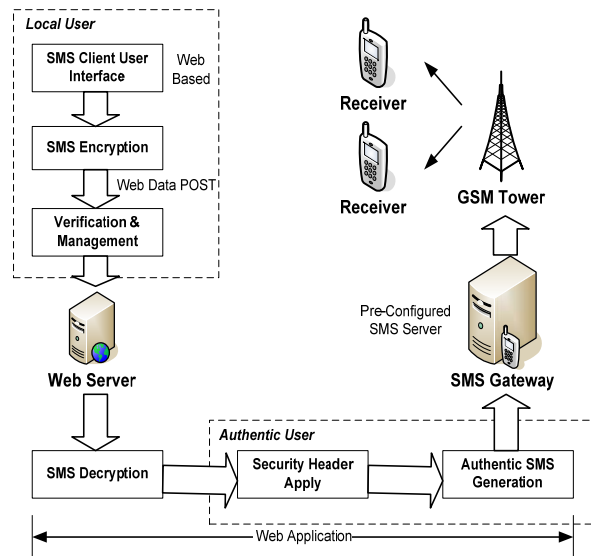 Local User
SMS Client User
Interface
Web
Based
SMS Encryption
Web Data POST
Verification &
Management
Web Server
SMS Decryption
Authentic User
Security Header
Apply
Authentic SMS
Generation
Web Application
Pre-Configured
SMS Server
SMS Gateway
GSM Tower
Receiver
Receiver